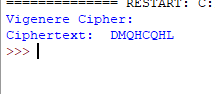 ============== RESTART: C:
Vigenere Cipher:
Ciphertext:  DMQHCQHL
>>>